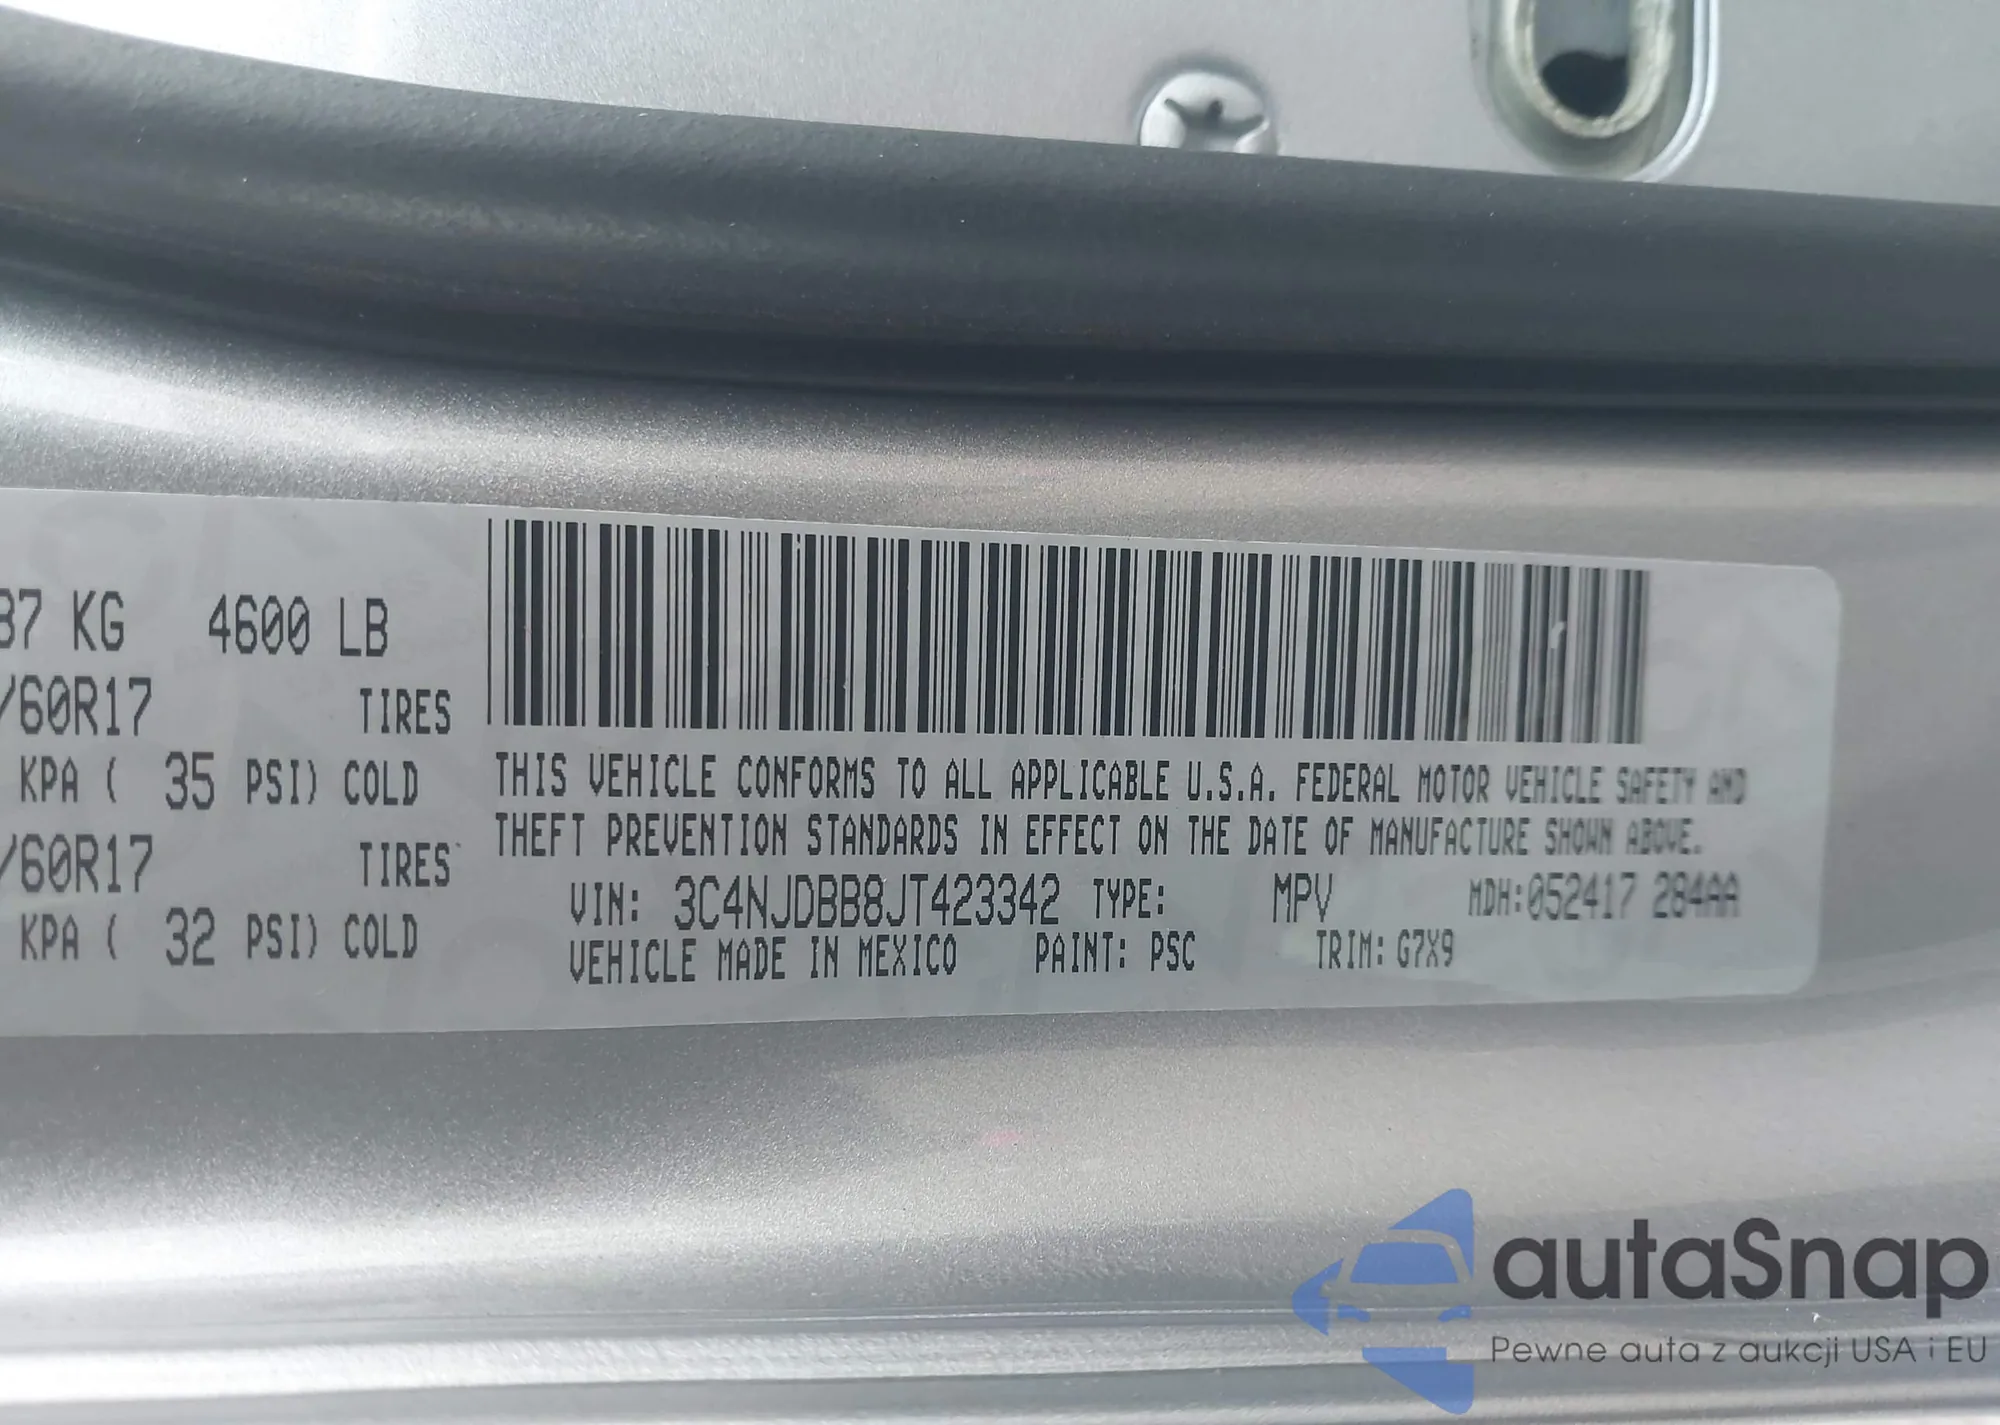 87 KG 4600 LB
/60R17 TIRES
KPA ( 35 PSI) COLD
/60R17 TIRES
KPA ( 32 PSI) COLD
THIS VEHICLE CONFORMS TO ALL APPLICABLE U.S.A. FEDERAL MOTOR VEHICLE SAFETY AND
THEFT PREVENTION STANDARDS IN EFFECT ON THE DATE OF MANUFACTURE SHOWN ABOVE.
VIN: 3C4NJDBB8JT423342 TYPE: MPV MDH:052417 284AA
VEHICLE MADE IN MEXICO PAINT: PSC TRIM: G7X9
autaSnap
Pewne auta z aukcji USA i EU